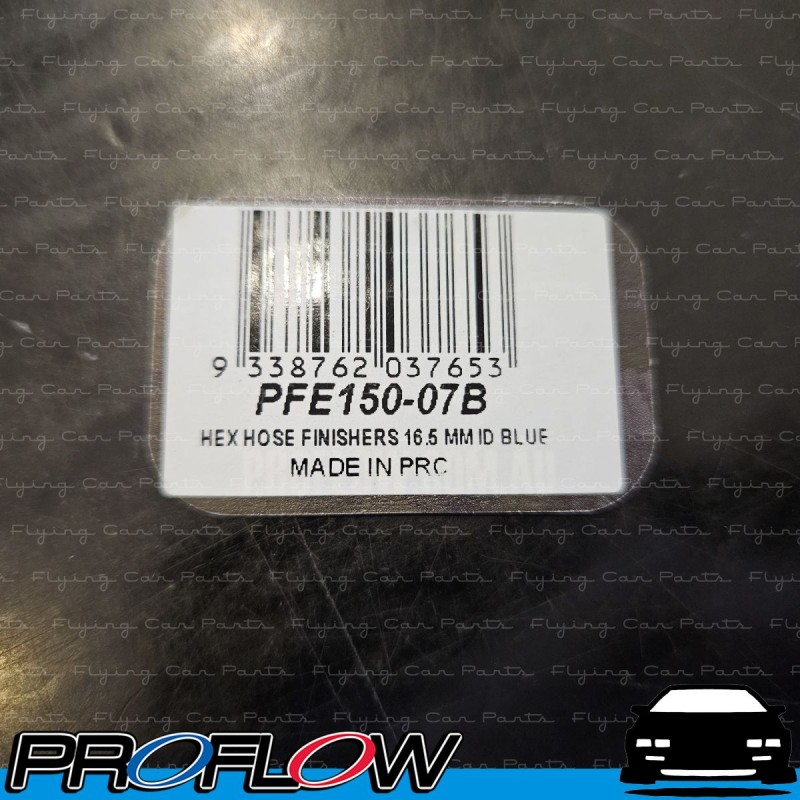 9 338762 037653
PFE150-07B
HEX HOSE FINISHERS 16.5 MM ID BLUE
MADE IN PRC
PROFLOW
Flying Car Parts